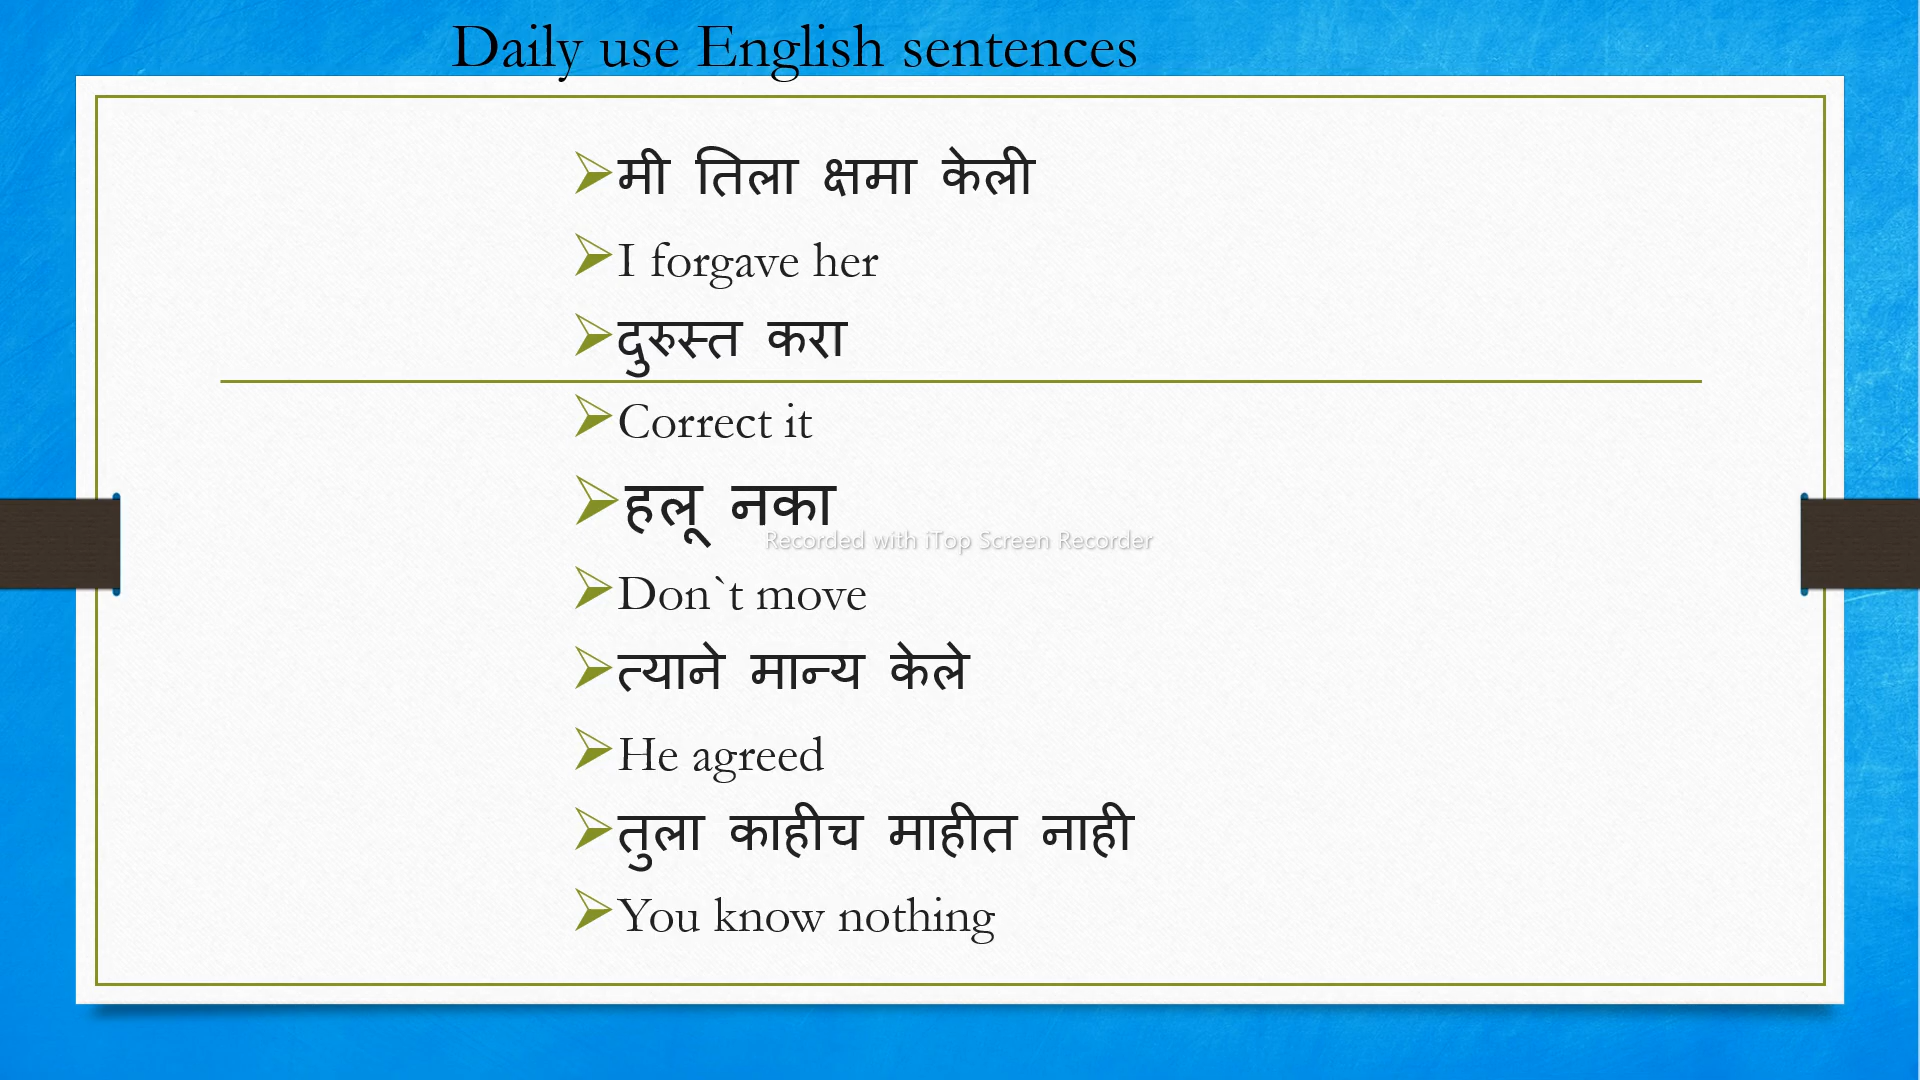 Daily use English sentences
मी तिला क्षमा केली
I forgave her
दुरुस्त करा
Correct it
हलू नका
Recorded with iTop Screen Recorder
Don`t move
त्याने मान्य केले
He agreed
तुला काहीच माहीत नाही
You know nothing